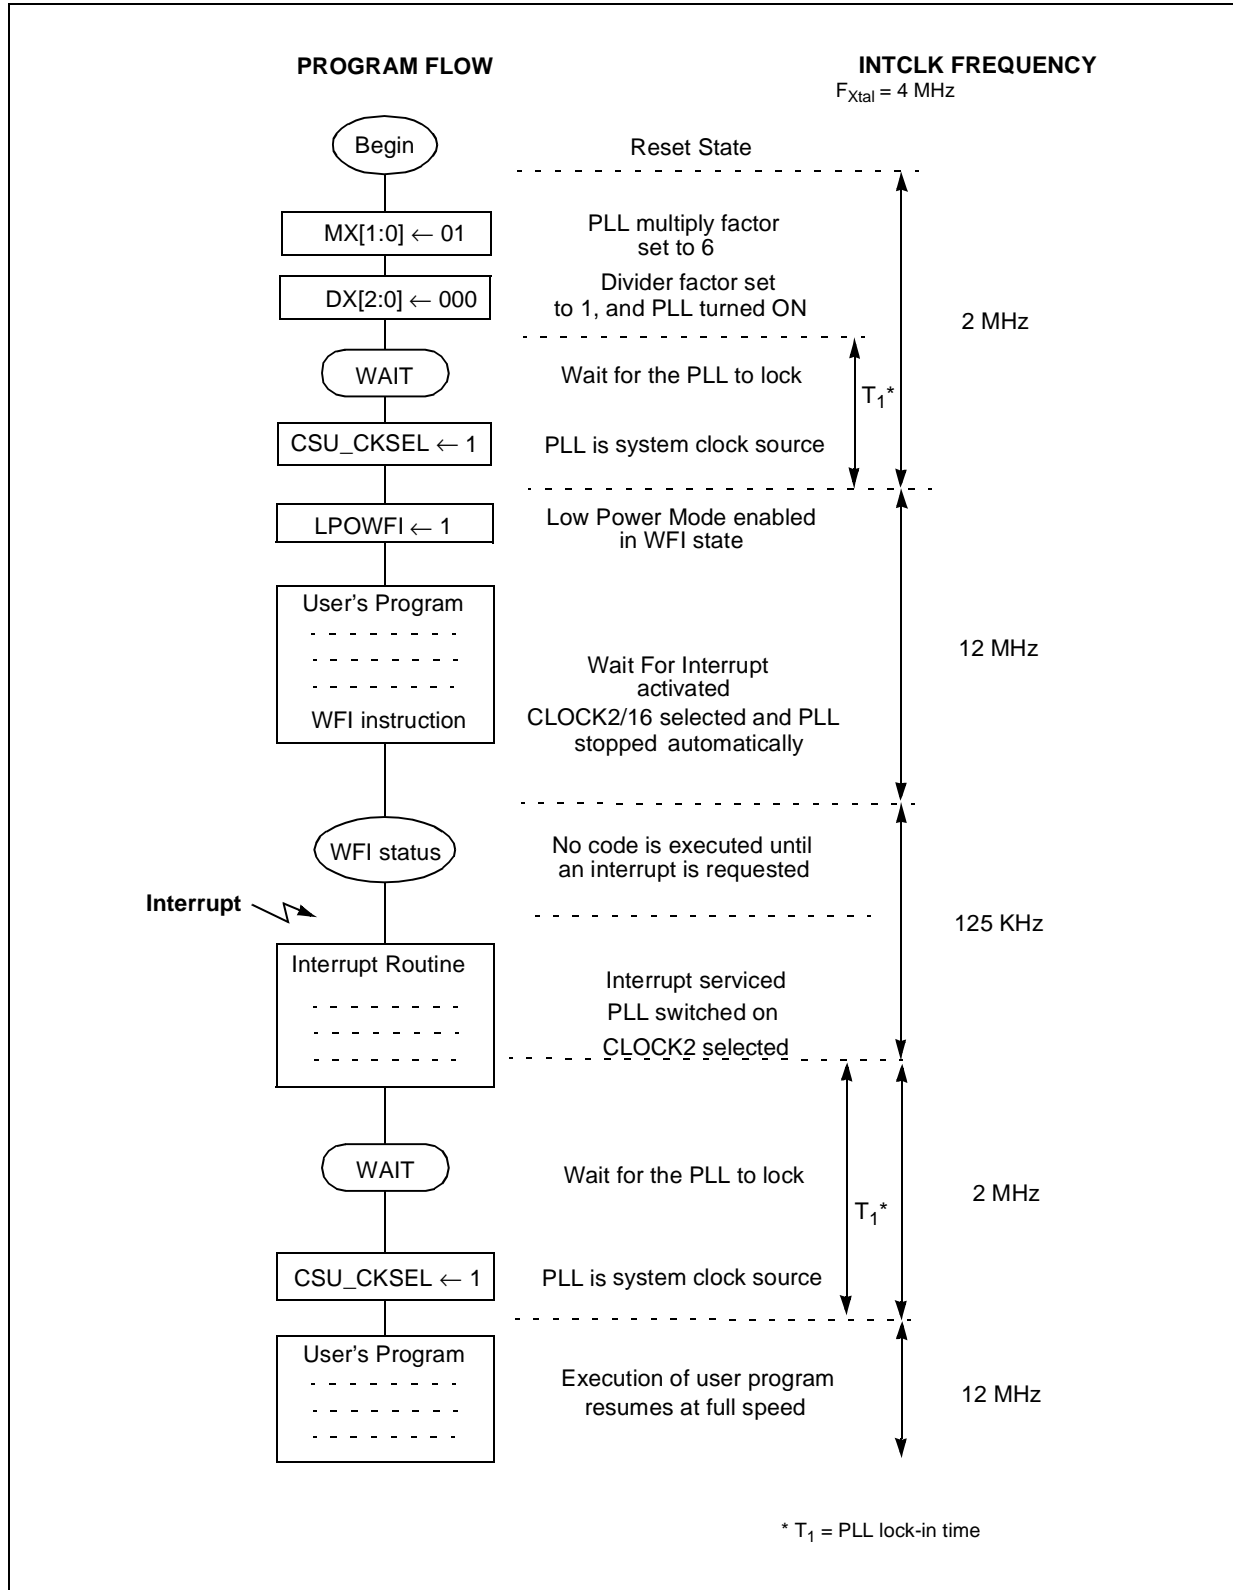 PROGRAM FLOW
INTCLK FREQUENCY
F_Xtal = 4 MHz
Begin
Reset State
MX[1:0] ← 01
PLL multiply factor
set to 6
DX[2:0] ← 000
Divider factor set
to 1, and PLL turned ON
2 MHz
WAIT
Wait for the PLL to lock
T₁*
CSU_CKSEL ← 1
PLL is system clock source
LPOWFI ← 1
Low Power Mode enabled
in WFI state
User's Program
WFI instruction
Wait For Interrupt
activated
CLOCK2/16 selected and PLL
stopped automatically
12 MHz
WFI status
No code is executed until
an interrupt is requested
Interrupt
125 KHz
Interrupt Routine
Interrupt serviced
PLL switched on
CLOCK2 selected
WAIT
Wait for the PLL to lock
T₁*
2 MHz
CSU_CKSEL ← 1
PLL is system clock source
User's Program
Execution of user program
resumes at full speed
12 MHz
* T₁ = PLL lock-in time